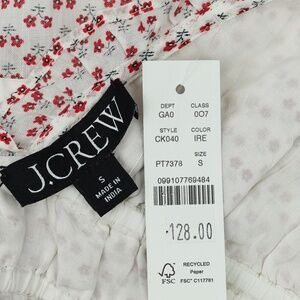 J.CREW
S
MADE IN
INDIA
DEPT CLASS
GA0 007
STYLE COLOR
CK040 IRE
SIZE
PT7378 S
099107769484
128.00
FSC
RECYCLED
Paper
FSC® C117781